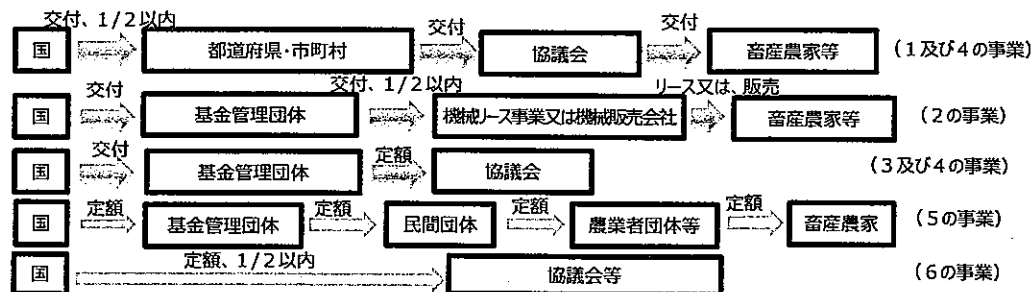 交付、1/2以内 交付 交付
国 都道府県・市町村 協議会 畜産農家等 (1及び4の事業)
交付 交付、1/2以内 リース又は、販売
国 基金管理団体 機械リース事業又は機械販売会社 畜産農家等 (2の事業)
交付 定額
国 基金管理団体 協議会 (3及び4の事業)
定額 定額 定額 定額
国 基金管理団体 民間団体 農業者団体等 畜産農家 (5の事業)
定額、1/2以内
国 協議会等 (6の事業)